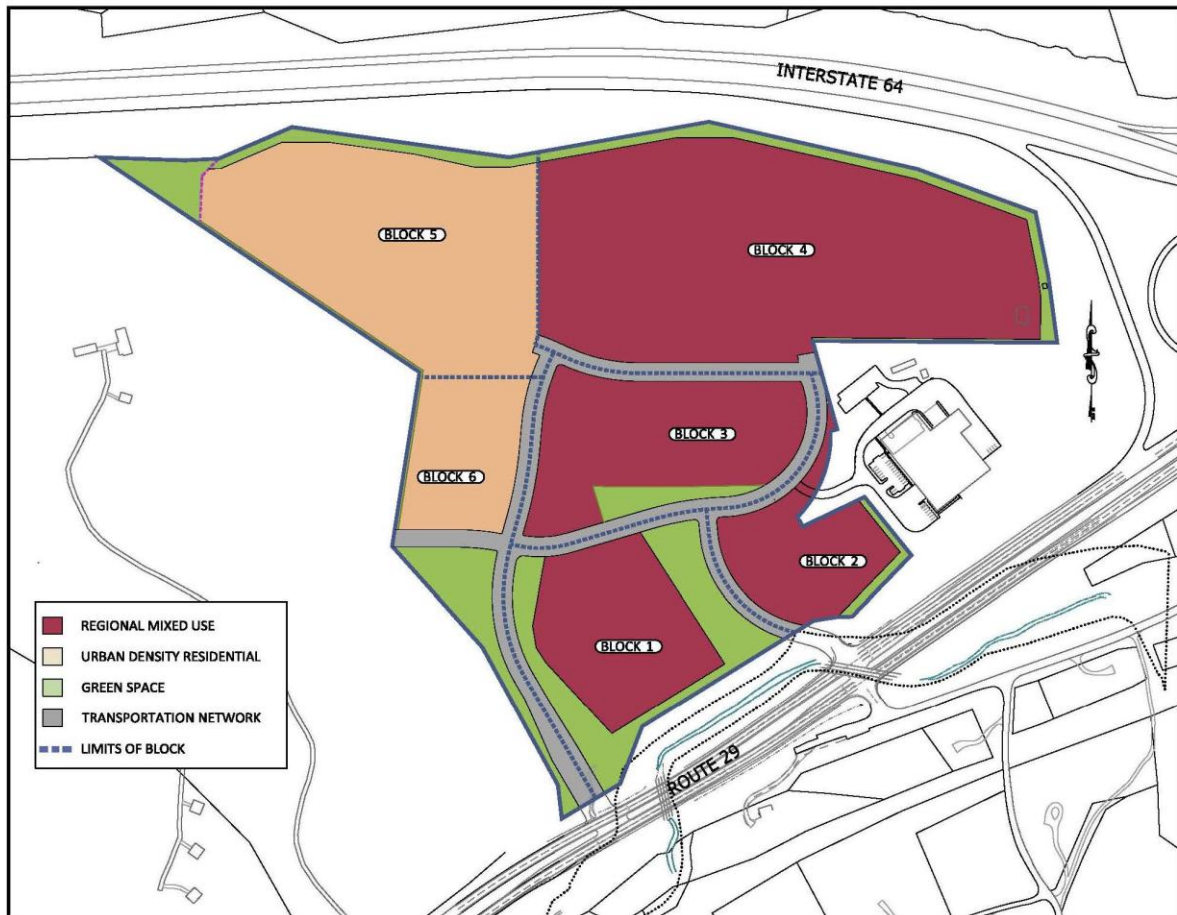 INTERSTATE 64
BLOCK 5
BLOCK 4
BLOCK 3
BLOCK 6
BLOCK 2
BLOCK 1
REGIONAL MIXED USE
URBAN DENSITY RESIDENTIAL
GREEN SPACE
TRANSPORTATION NETWORK
LIMITS OF BLOCK
ROUTE 29